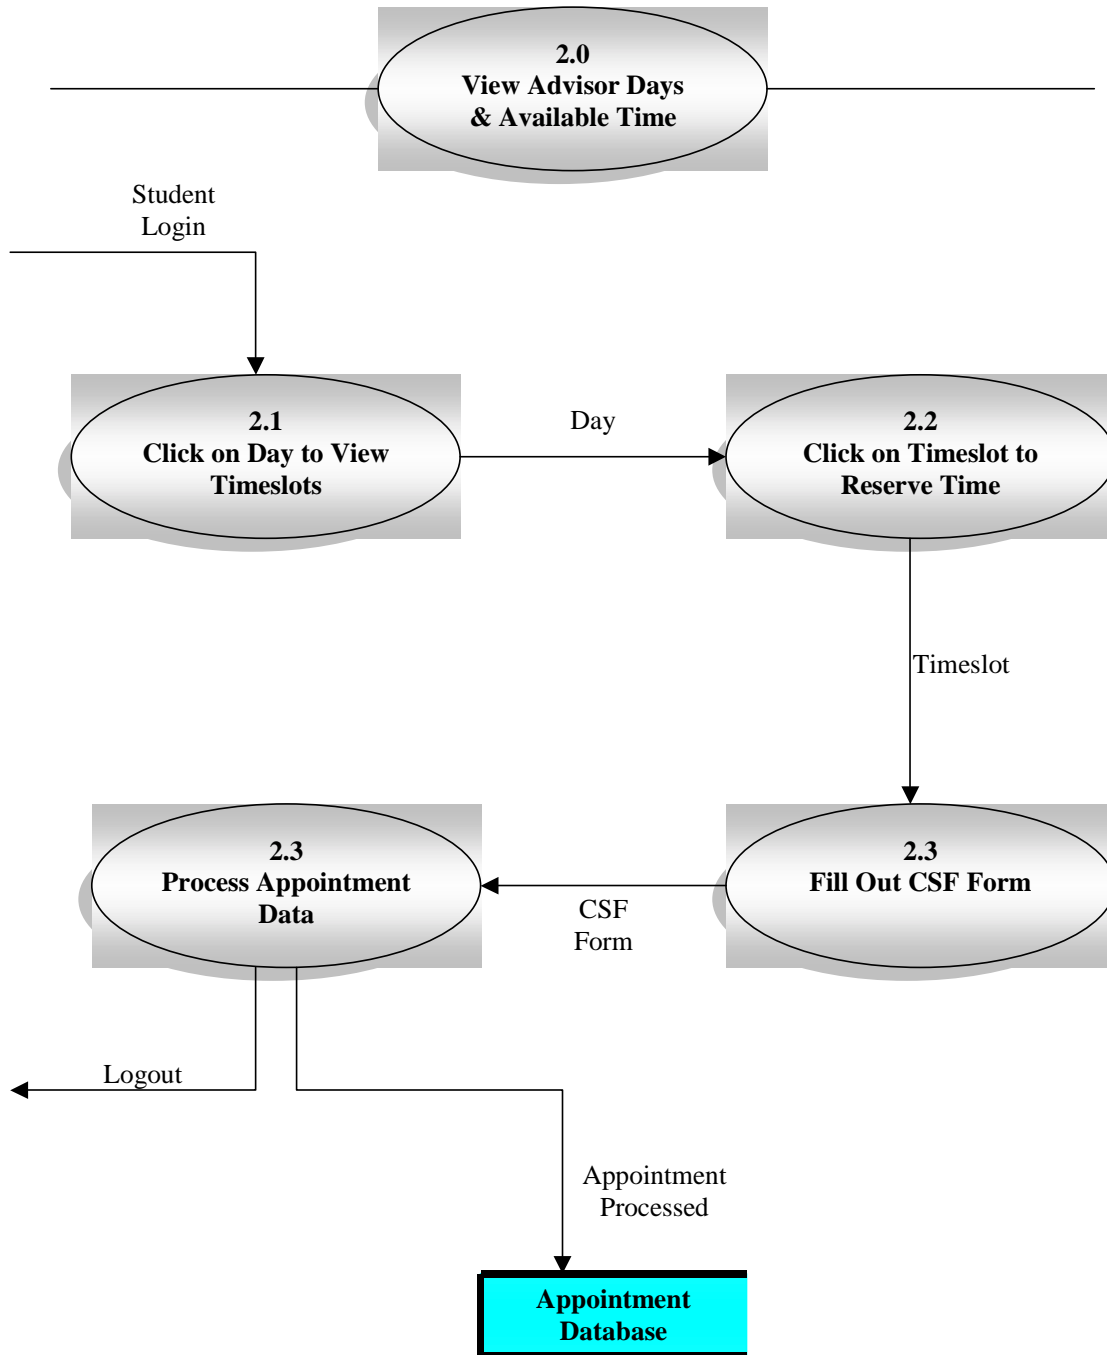 2.0
View Advisor Days
& Available Time
Student
Login
2.1
Click on Day to View
Timeslots
Day
2.2
Click on Timeslot to
Reserve Time
Timeslot
2.3
Process Appointment
Data
CSF
Form
2.3
Fill Out CSF Form
Logout
Appointment
Processed
Appointment
Database